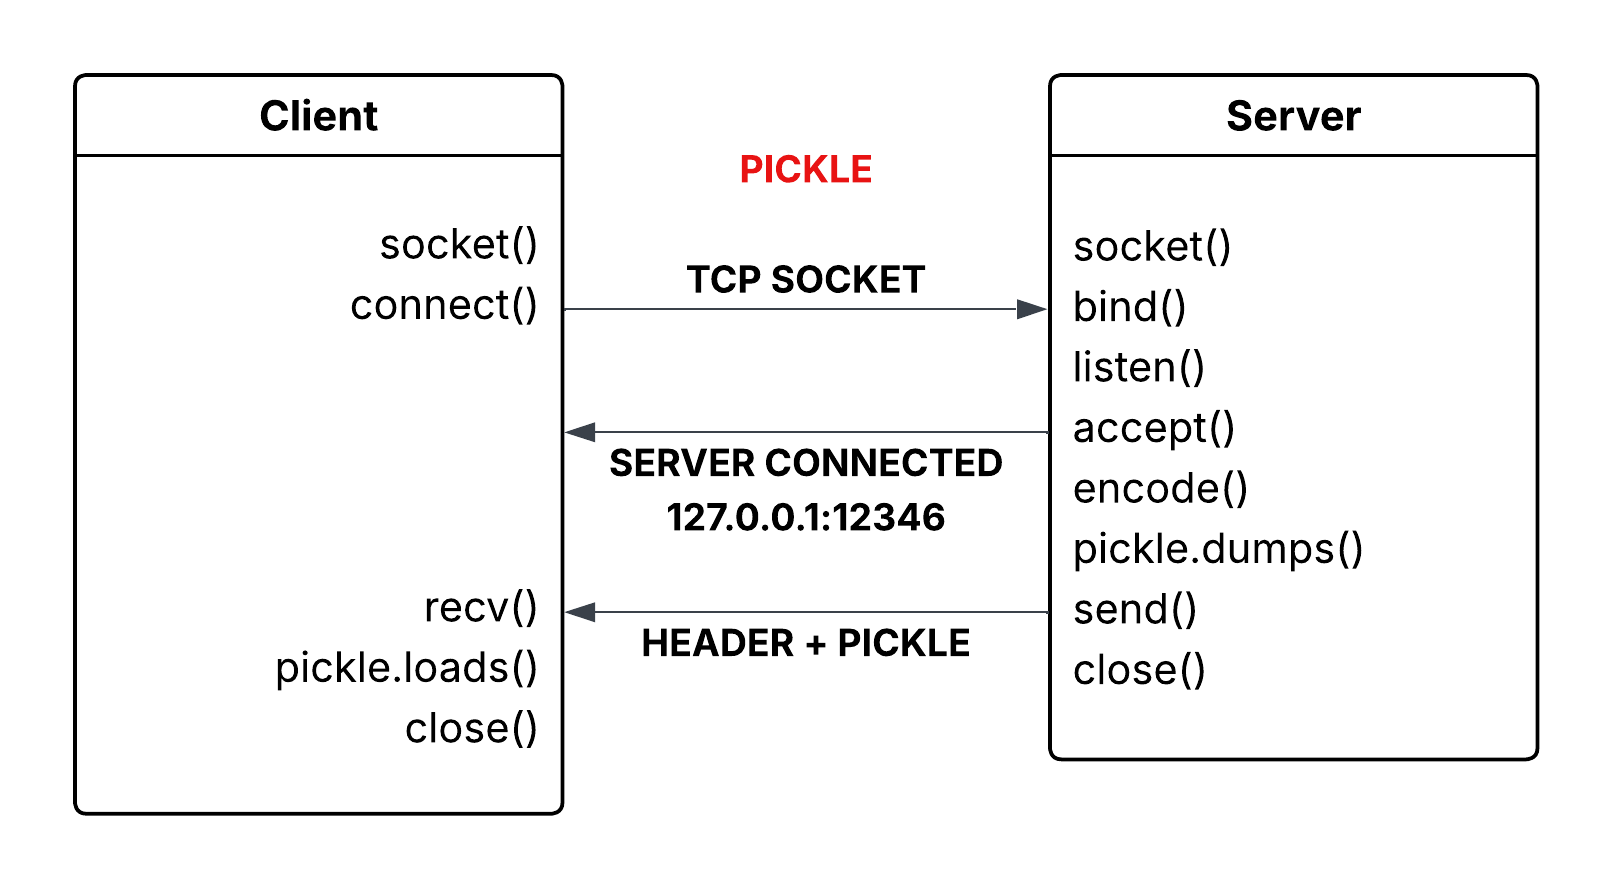 Client
socket()
connect()
recv()
pickle.loads()
close()
PICKLE
TCP SOCKET
SERVER CONNECTED
127.0.0.1:12346
HEADER + PICKLE
Server
socket()
bind()
listen()
accept()
encode()
pickle.dumps()
send()
close()